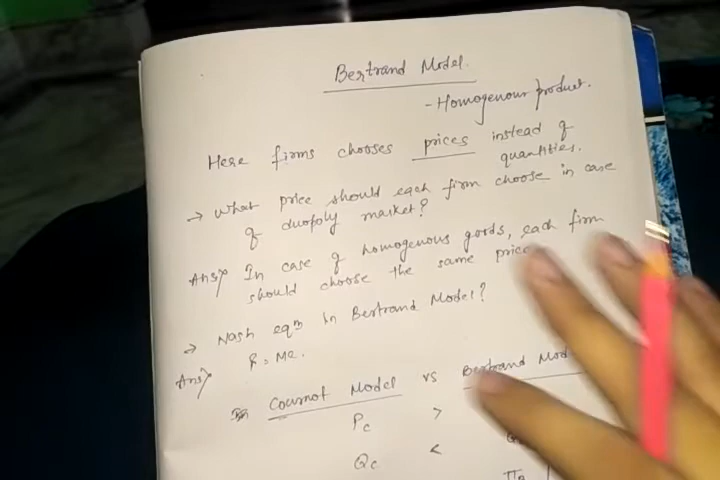 Bertrand Model.
- Homogenous product.
Here firms chooses prices instead of quantities.
→ What price should each firm choose in case
of duoply market?
Ans> In case of homogenous goods, each firm
should choose the same price
→ Nash eqm in Bertrand Model?
Ans> P = MC.
Cournot Model vs Bertrand Mod
Pc >
Qc <